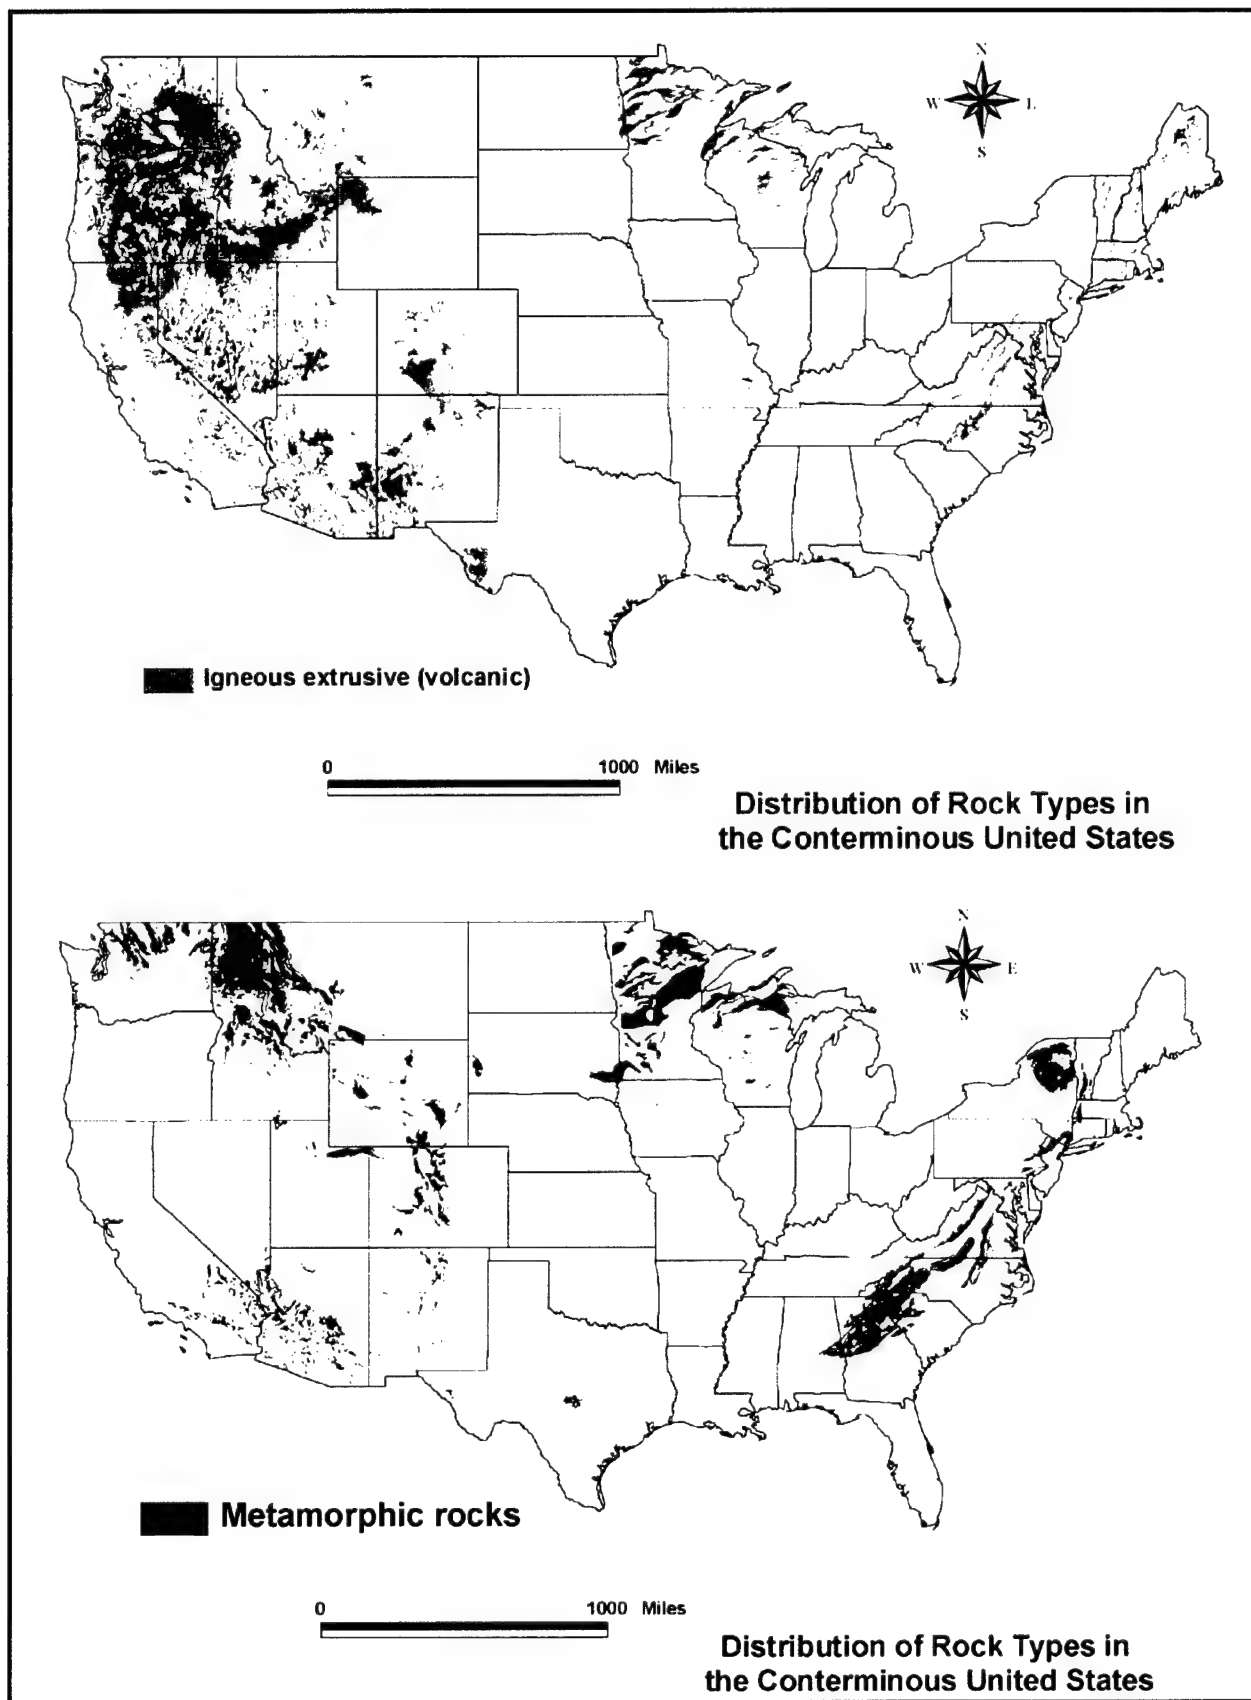 N
W L
S
Igneous extrusive (volcanic)
0 1000 Miles
Distribution of Rock Types in
the Conterminous United States
N
W E
S
Metamorphic rocks
0 1000 Miles
Distribution of Rock Types in
the Conterminous United States